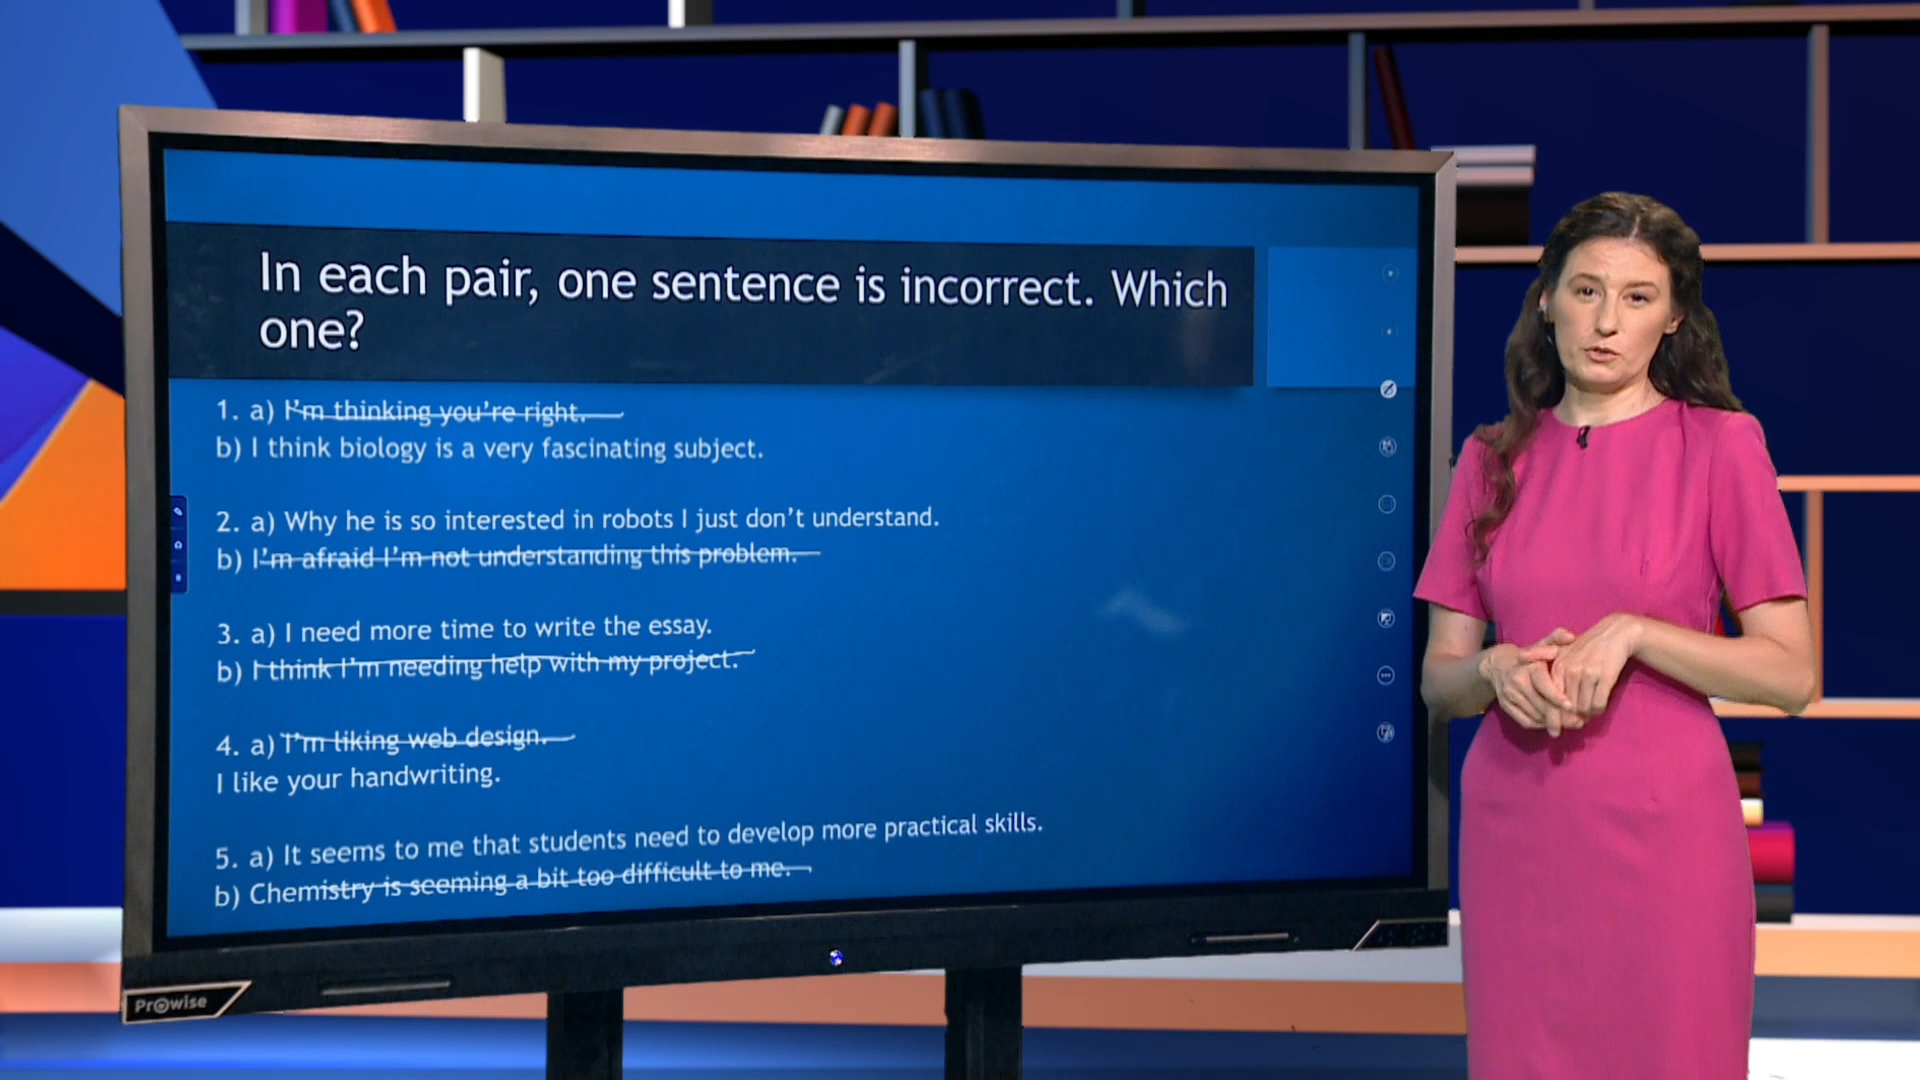 In each pair, one sentence is incorrect. Which
one?
1. a) I'm thinking you're right.
b) I think biology is a very fascinating subject.
2. a) Why he is so interested in robots I just don't understand.
b) I'm afraid I'm not understanding this problem.
3. a) I need more time to write the essay.
b) I think I'm needing help with my project.
4. a) I'm liking web design.
I like your handwriting.
5. a) It seems to me that students need to develop more practical skills.
b) Chemistry is seeming a bit too difficult to me.
Prowise